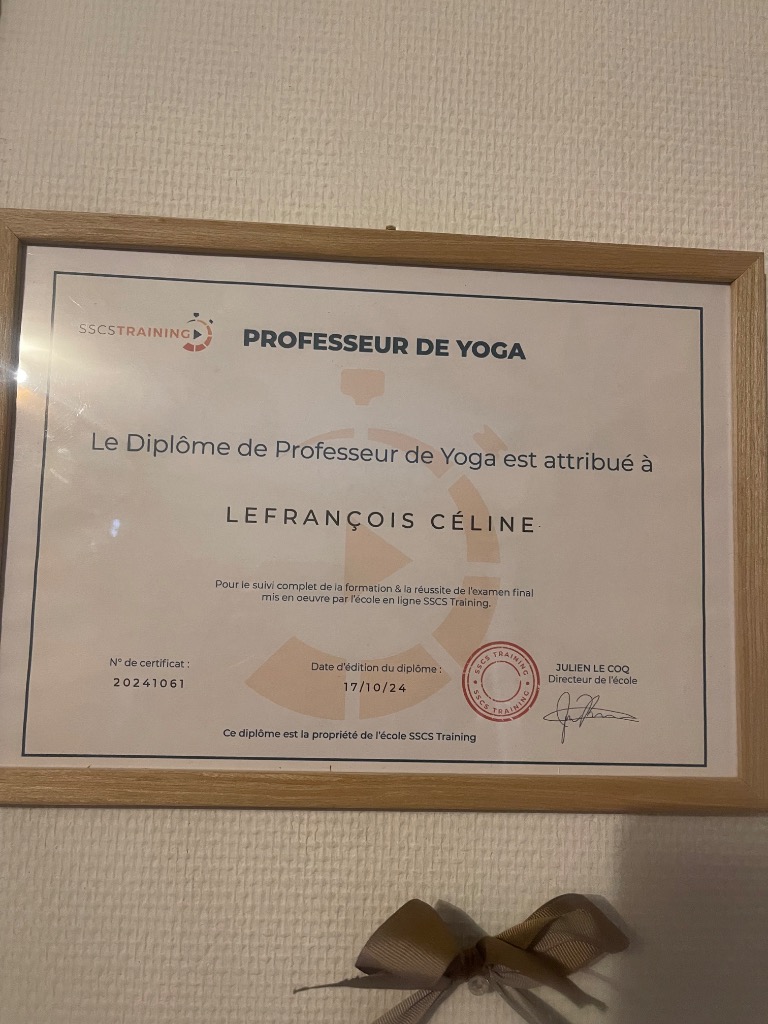 SSCSTRAINING
PROFESSEUR DE YOGA
Le Diplôme de Professeur de Yoga est attribué à
LEFRANÇOIS CÉLINE
Pour le suivi complet de la formation & la réussite de l'examen final
mis en oeuvre par l'école en ligne SSCS Training.
N° de certificat :
20241061
Date d'édition du diplôme :
17/10/24
SSCS TRAINING
SSCS TRAINING
JULIEN LE COQ
Directeur de l'école
Ce diplôme est la propriété de l'école SSCS Training